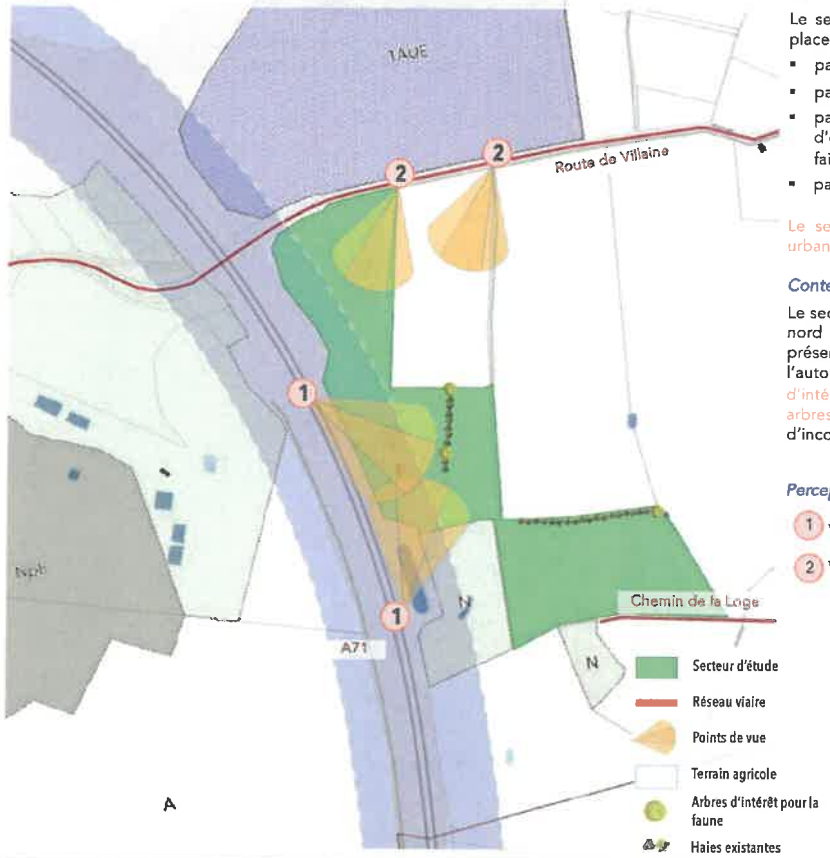 1AUE
2
2
Route de Villaine
1
1
N
Chemin de la Loge
A71
N
A
Secteur d'étude
Réseau viaire
Points de vue
Terrain agricole
Arbres d'intérêt pour la
faune
Haies existantes
Le se
place
▪ pa
▪ pa
▪ pa
d'
fai
▪ pa
Le se
urban
Conte
Le sec
nord
présen
l'auto
d'inté
arbres
d'inco
Percep
1
2